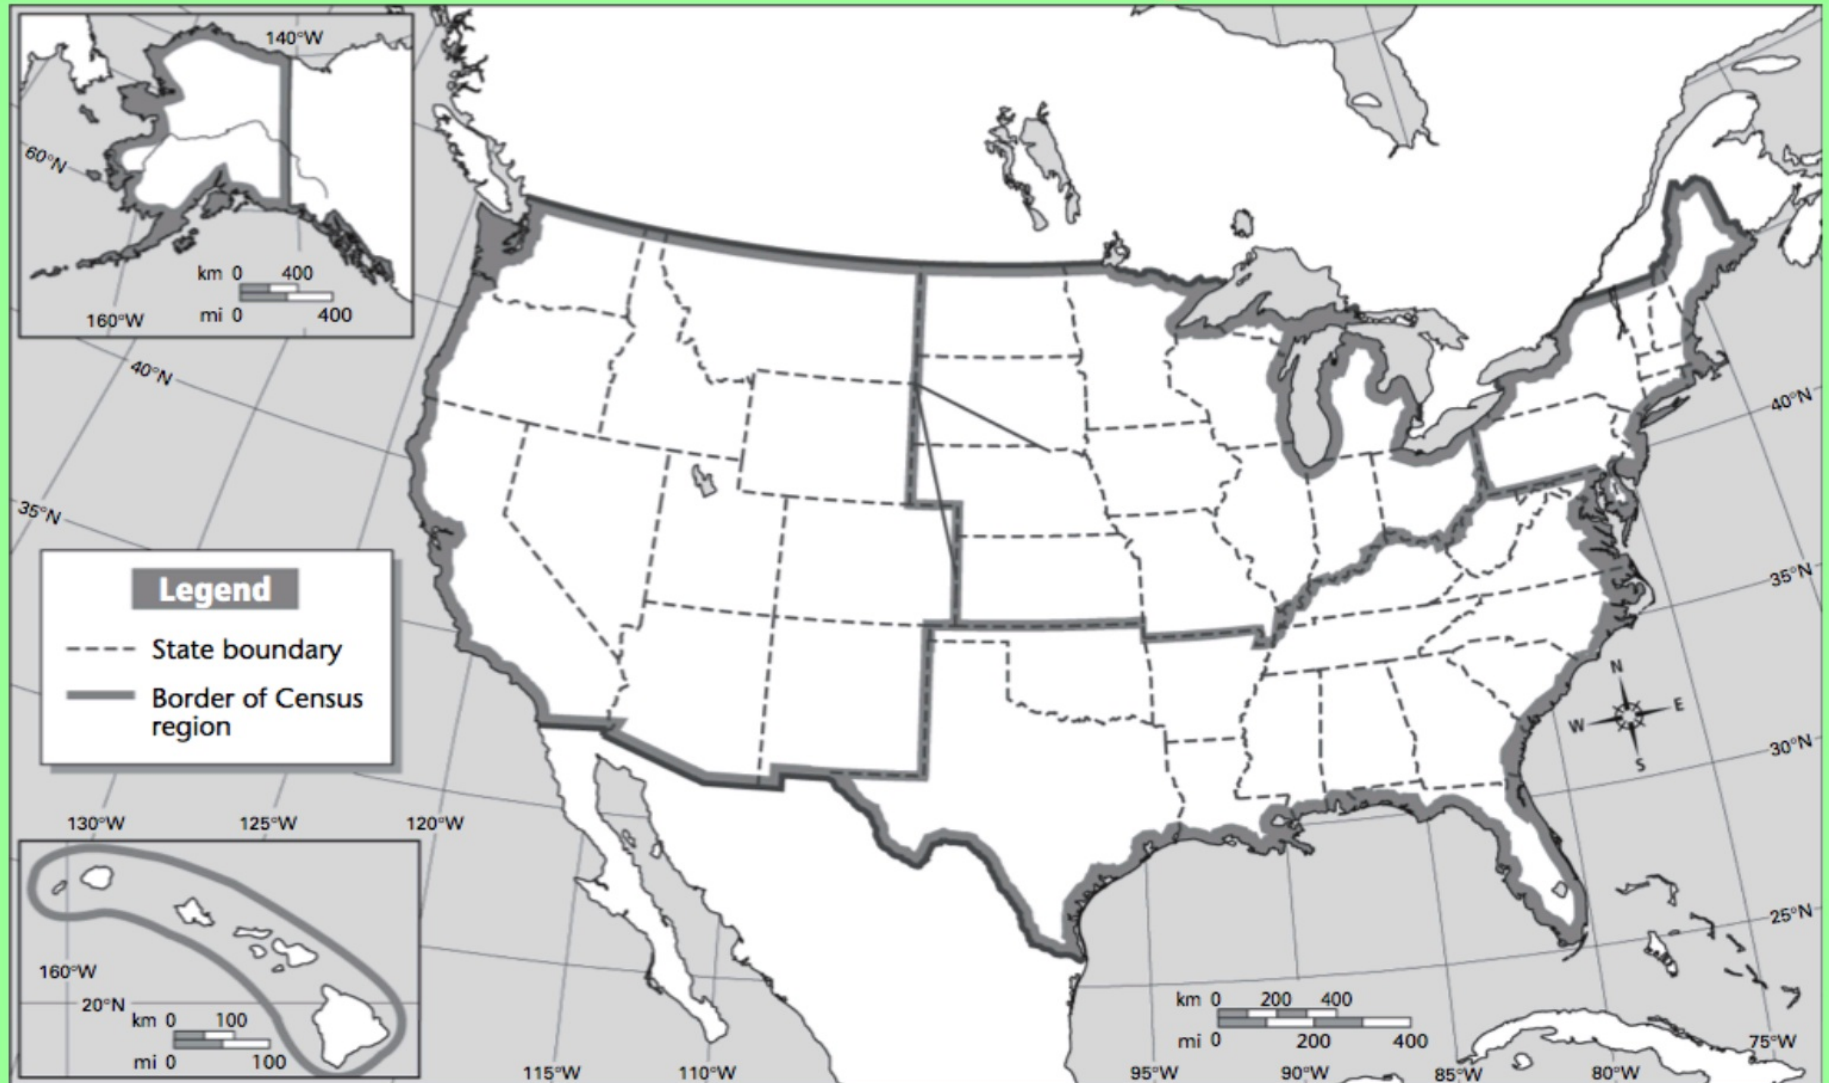 140°W
60°N
km 0 400
mi 0 400
160°W
40°N
35°N
Legend
State boundary
Border of Census
region
130°W 125°W 120°W
160°W
20°N
km 0 100
mi 0 100
40°N
35°N
N
W E
S
30°N
25°N
km 0 200 400
mi 0 200 400
75°W
115°W 110°W 95°W 90°W 85°W 80°W